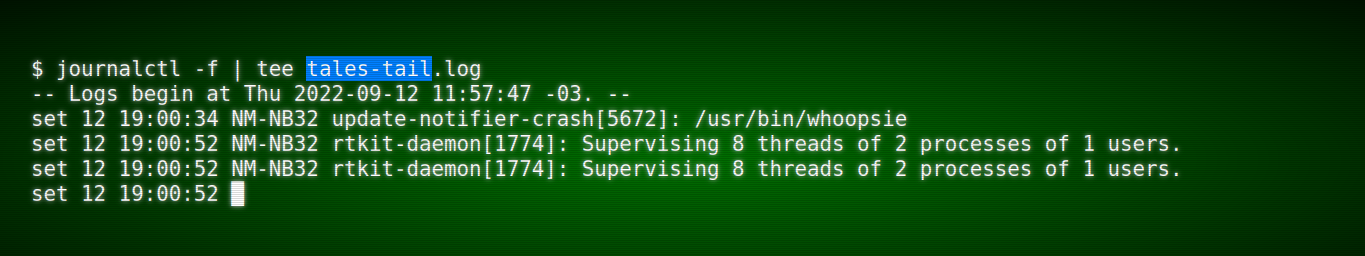 $ journalctl -f | tee tales-tail.log
-- Logs begin at Thu 2022-09-12 11:57:47 -03. --
set 12 19:00:34 NM-NB32 update-notifier-crash[5672]: /usr/bin/whoopsie
set 12 19:00:52 NM-NB32 rtkit-daemon[1774]: Supervising 8 threads of 2 processes of 1 users.
set 12 19:00:52 NM-NB32 rtkit-daemon[1774]: Supervising 8 threads of 2 processes of 1 users.
set 12 19:00:52